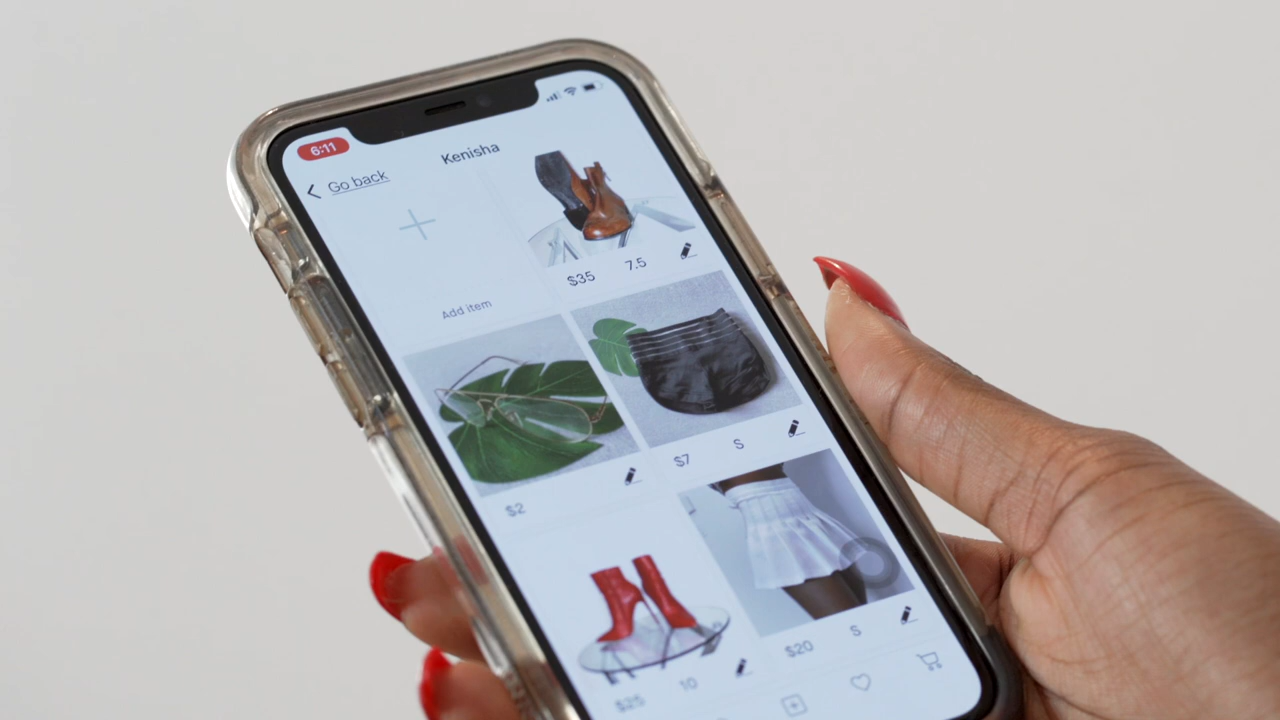 6:11
Kenisha
Go back
Add item
$35 7.5
$2
$7 S
$25 10
$20 S